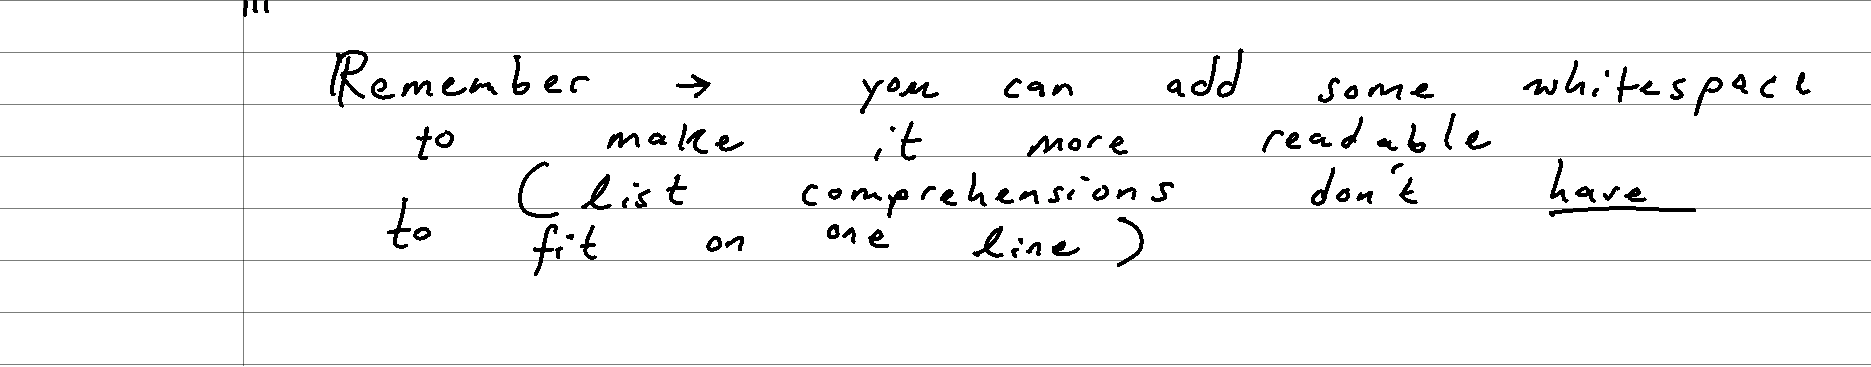 Remember → you can add some whitespace
to make it more readable
(list comprehensions don't have
to fit on one line)